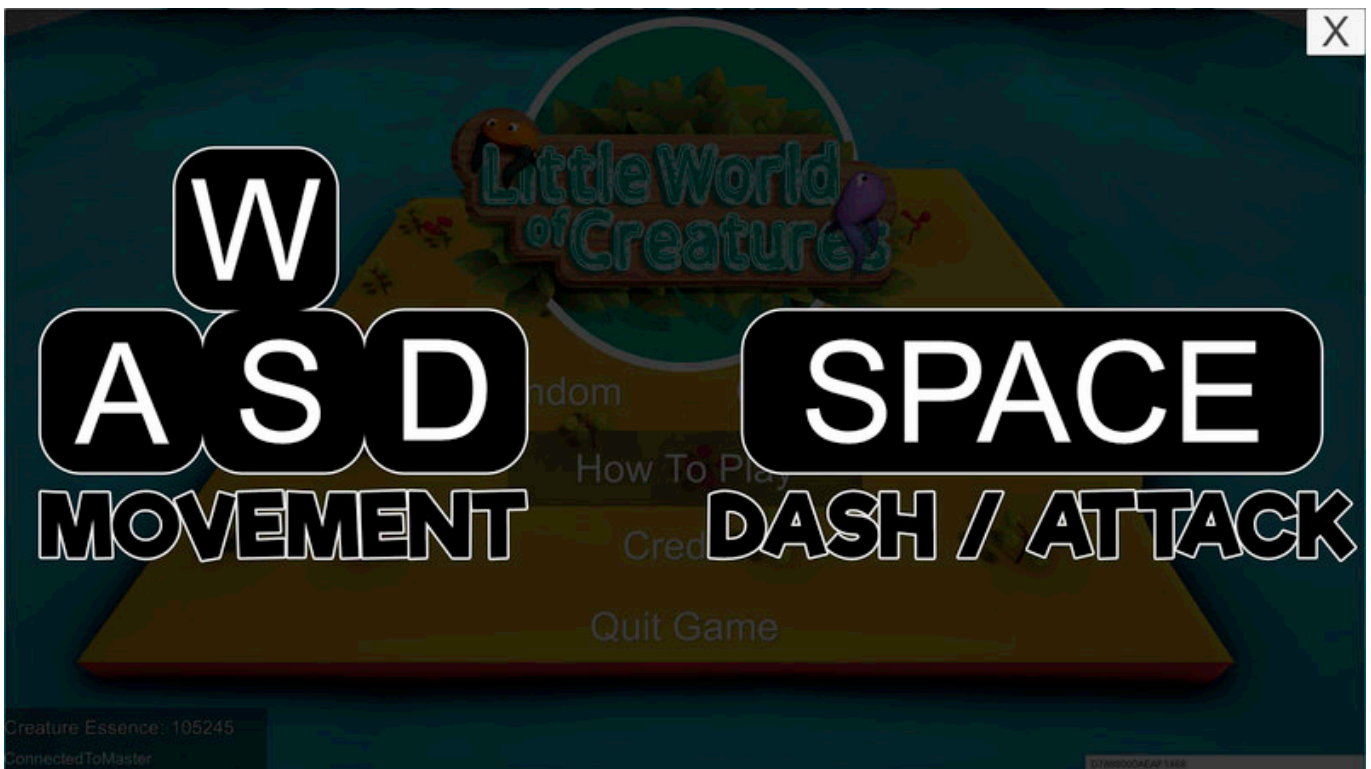 X
Little World
of Creatures
W
A S D
SPACE
MOVEMENT
DASH / ATTACK
How To Play
Quit Game
Creature Essence: 105245
ConnectedToMaster